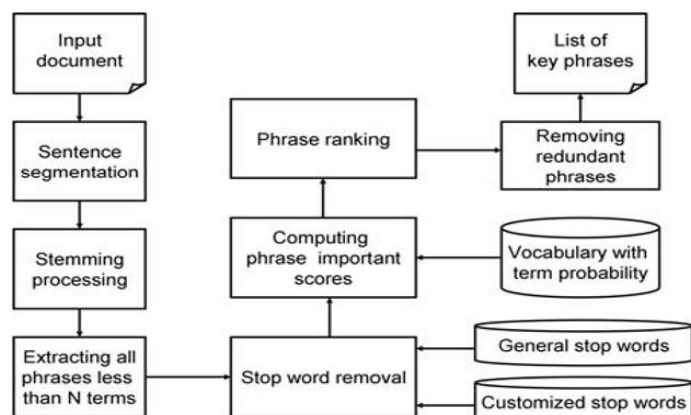 Input
document
Sentence
segmentation
Stemming
processing
Extracting all
phrases less
than N terms
Stop word removal
General stop words
Customized stop words
Computing
phrase important
scores
Vocabulary with
term probability
Phrase ranking
Removing
redundant
phrases
List of
key phrases